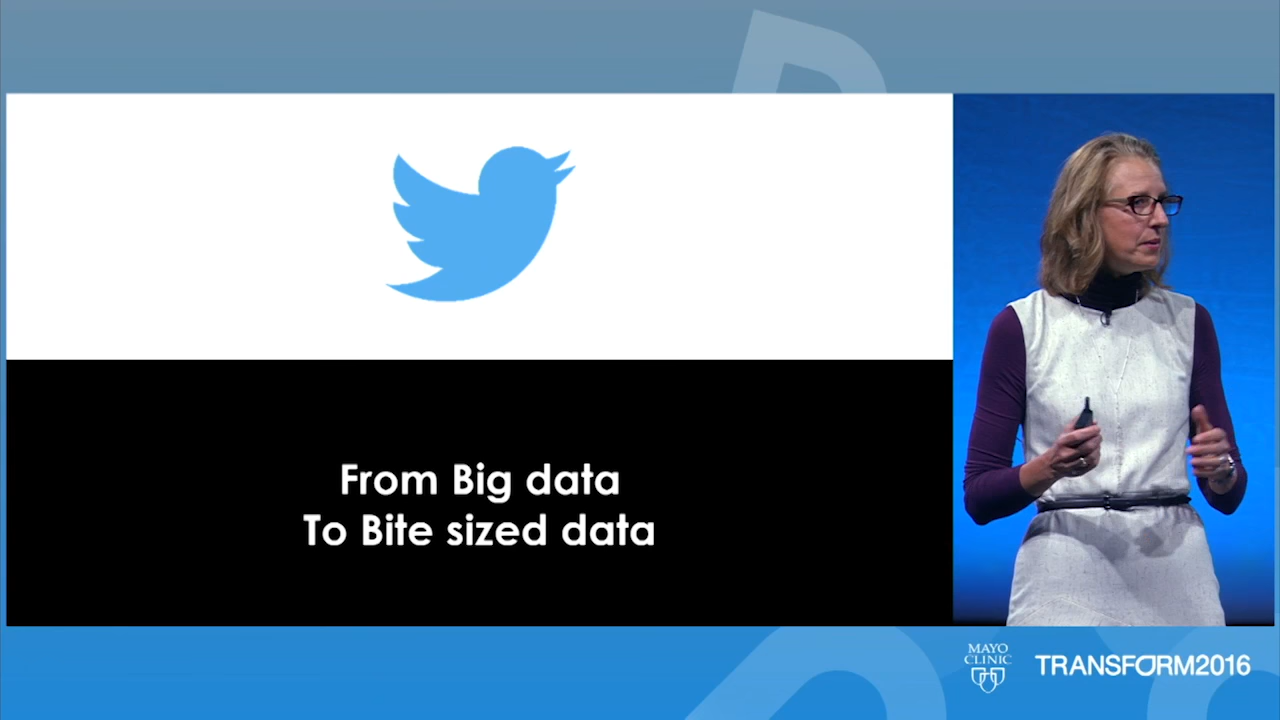 From Big data
To Bite sized data
MAYO
CLINIC
TRANSFORM2016